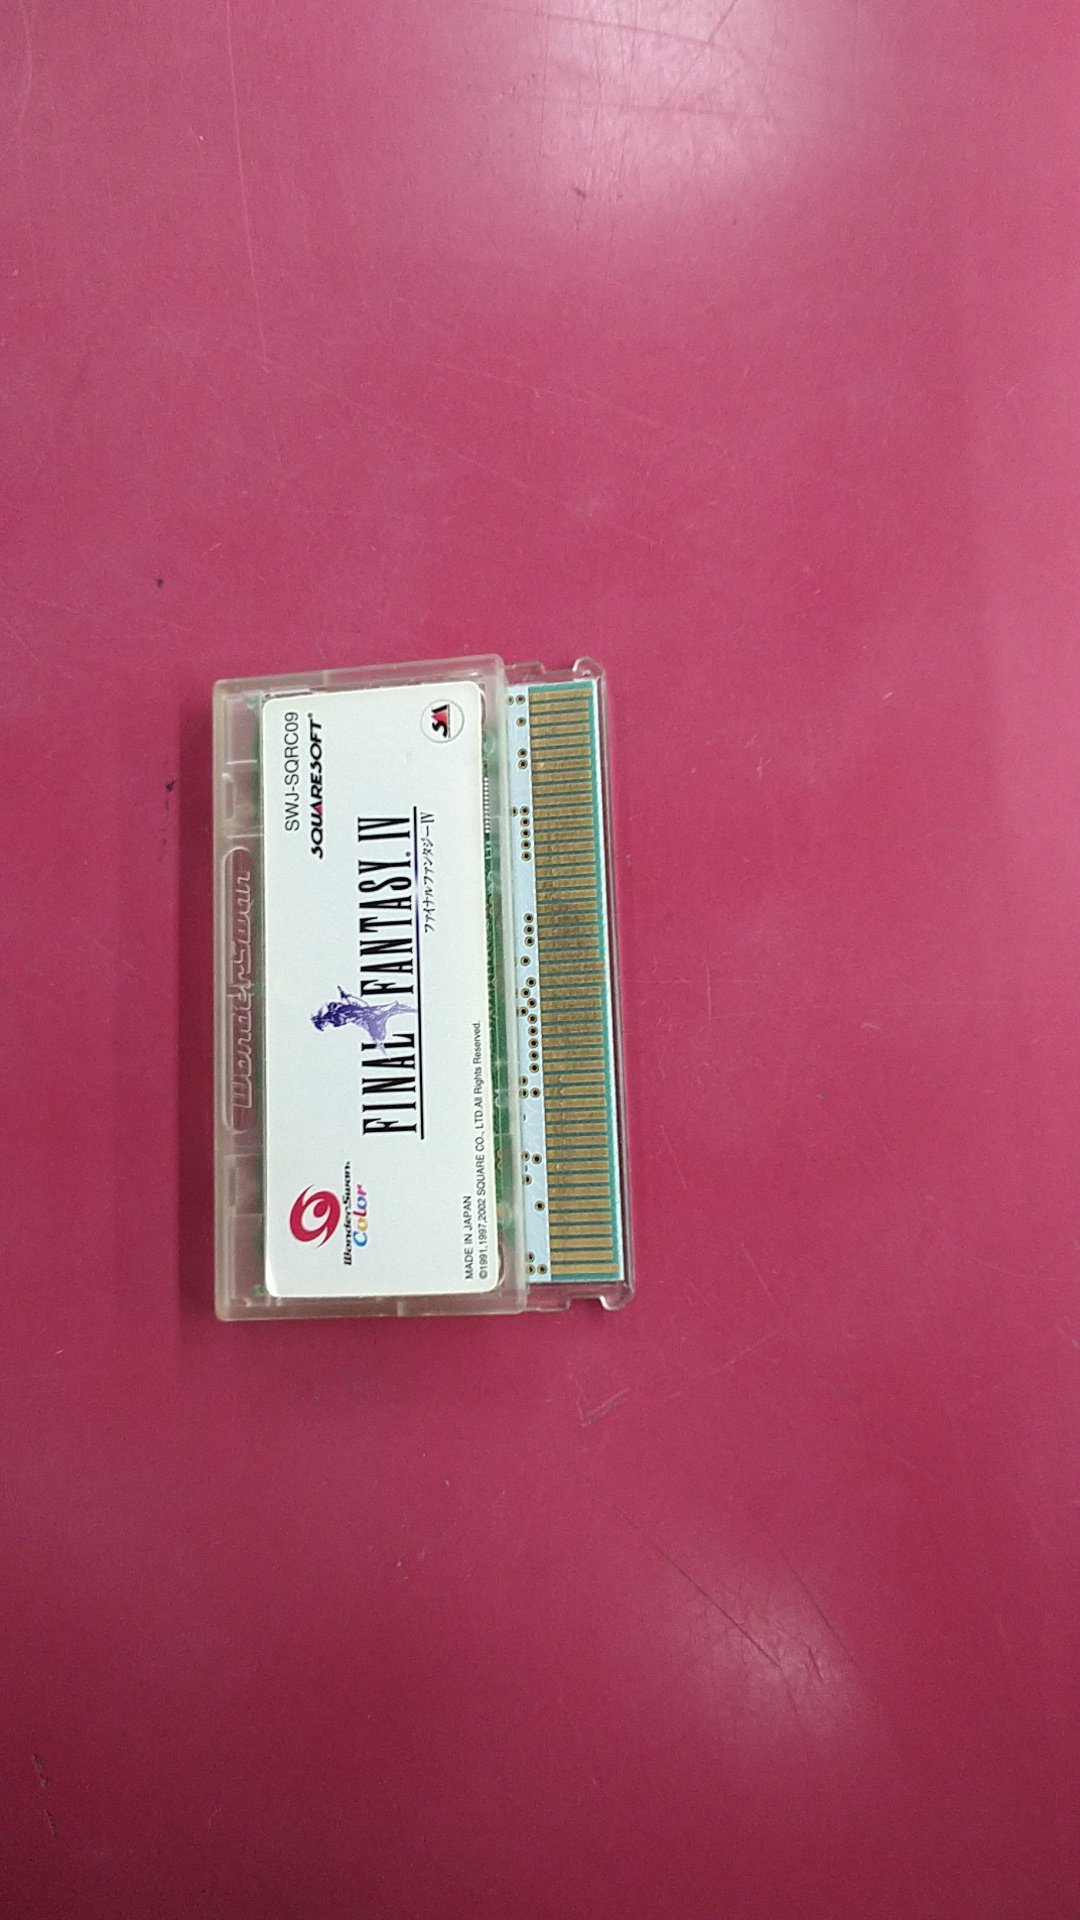 WonderSwan
SWJ-SQRC09
SQUARESOFT®
FINAL FANTASY. IV
ファイナルファンタジーIV
WonderSwan
Color
MADE IN JAPAN
©1991,1997,2002 SQUARE CO., LTD.All Rights Reserved.